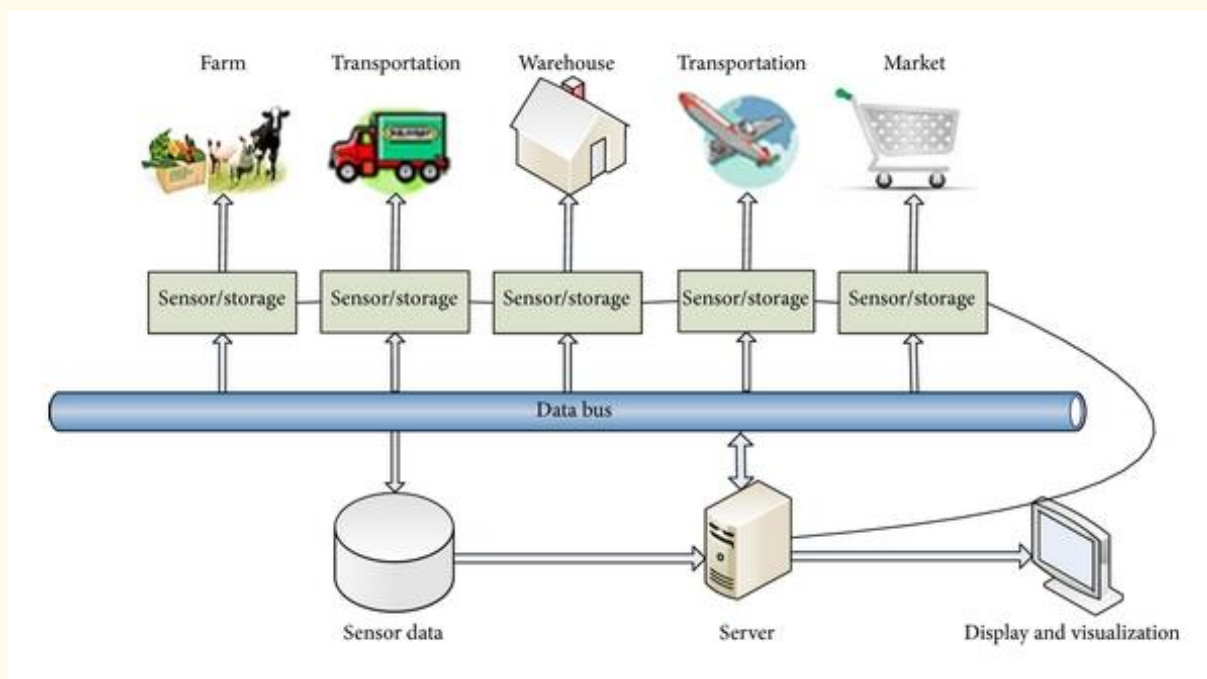 Farm
Transportation
Warehouse
Transportation
Market
Sensor/storage
Sensor/storage
Sensor/storage
Sensor/storage
Sensor/storage
Data bus
Sensor data
Server
Display and visualization